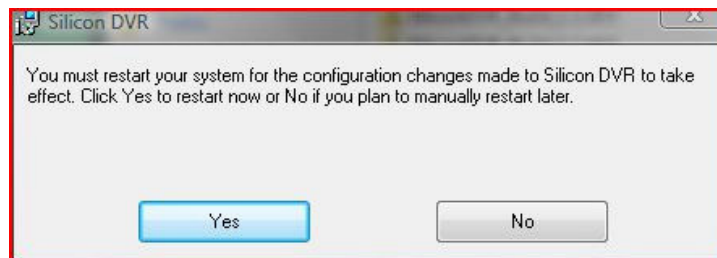 Silicon DVR
You must restart your system for the configuration changes made to Silicon DVR to take
effect. Click Yes to restart now or No if you plan to manually restart later.
Yes
No